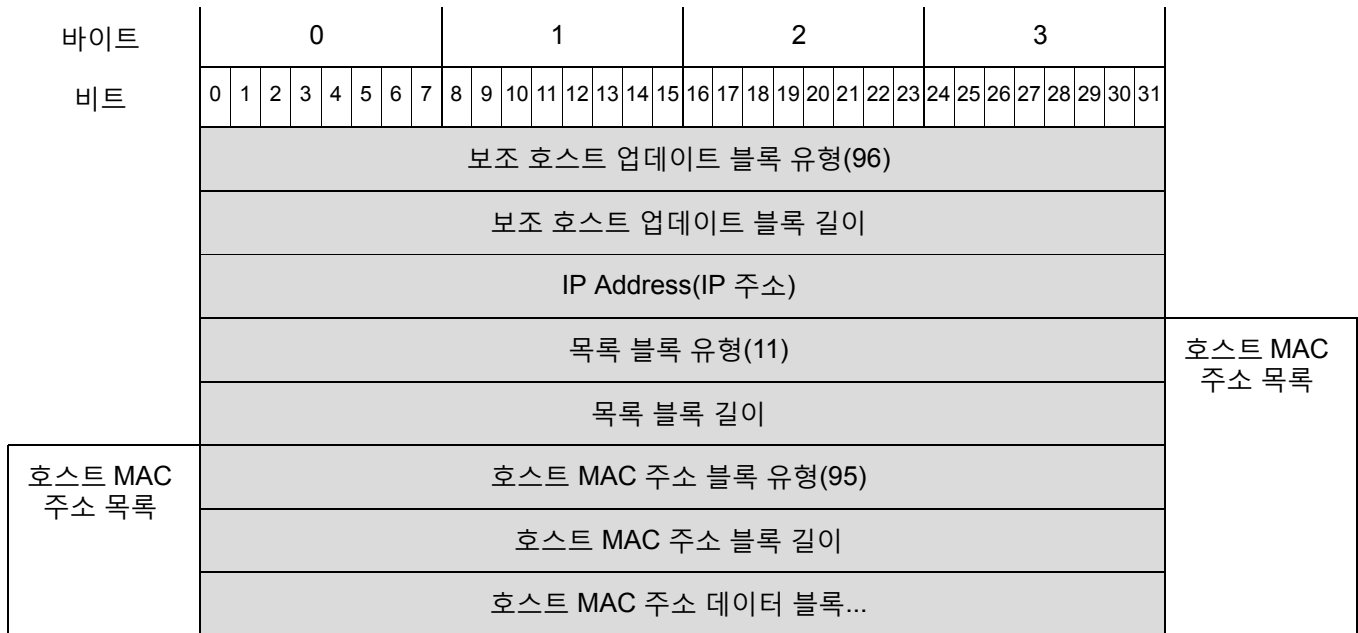 바이트 0 1 2 3
비트 0 1 2 3 4 5 6 7 8 9 10 11 12 13 14 15 16 17 18 19 20 21 22 23 24 25 26 27 28 29 30 31
보조 호스트 업데이트 블록 유형(96)
보조 호스트 업데이트 블록 길이
IP Address(IP 주소)
목록 블록 유형(11)
호스트 MAC
주소 목록
목록 블록 길이
호스트 MAC
주소 목록
호스트 MAC 주소 블록 유형(95)
호스트 MAC 주소 블록 길이
호스트 MAC 주소 데이터 블록...